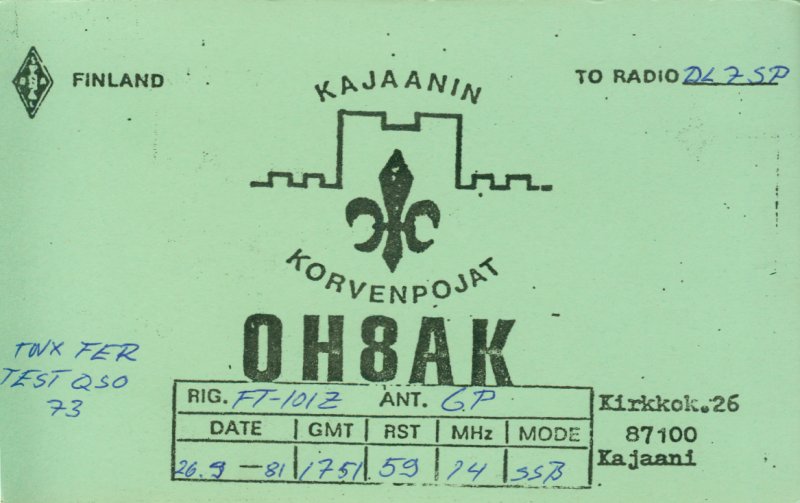 FINLAND
TO RADIO DL7SP
KAJAANIN
KORVENPOJAT
OH8AK
TNX FER
TEST QSO
73
RIG. FT-101Z ANT. GP
DATE GMT RST MHz MODE
26.9 - 81 1751 59 14 SSB
Kirkkok.26
87100
Kajaani